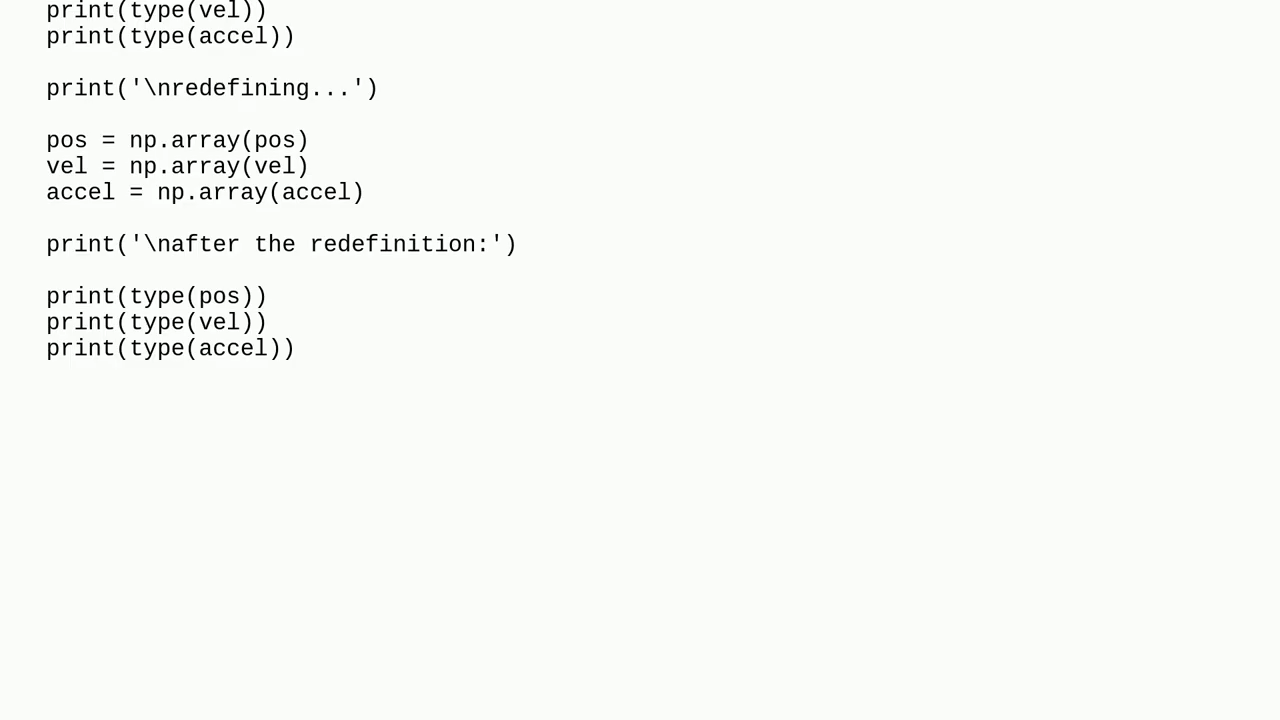 print(type(vel))
print(type(accel))
print('\nredefining...')
pos = np.array(pos)
vel = np.array(vel)
accel = np.array(accel)
print('\nafter the redefinition:')
print(type(pos))
print(type(vel))
print(type(accel))